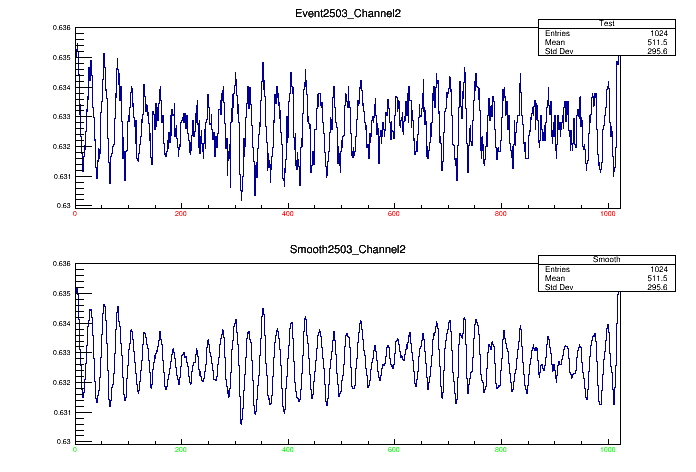 Event2503_Channel2
Test
Entries 1024
Mean 511.5
Std Dev 295.6
0.636
0.635
0.634
0.633
0.632
0.631
0.63
0 200 400 600 800 1000
Smooth2503_Channel2
Smooth
Entries 1024
Mean 511.5
Std Dev 295.6
0.636
0.635
0.634
0.633
0.632
0.631
0.63
0 200 400 600 800 1000